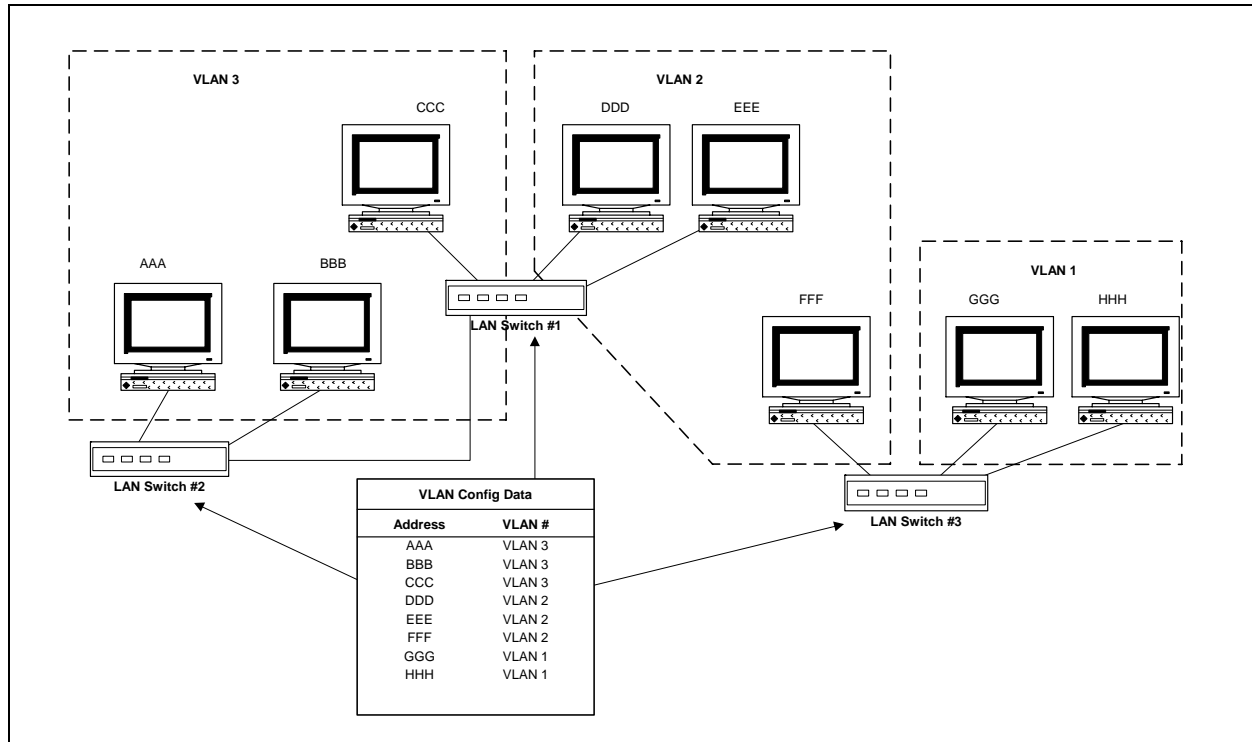 VLAN 3
VLAN 2
CCC
DDD
EEE
AAA
BBB
VLAN 1
FFF
GGG
HHH
LAN Switch #1
LAN Switch #2
LAN Switch #3
VLAN Config Data
Address VLAN #
AAA VLAN 3
BBB VLAN 3
CCC VLAN 3
DDD VLAN 2
EEE VLAN 2
FFF VLAN 2
GGG VLAN 1
HHH VLAN 1